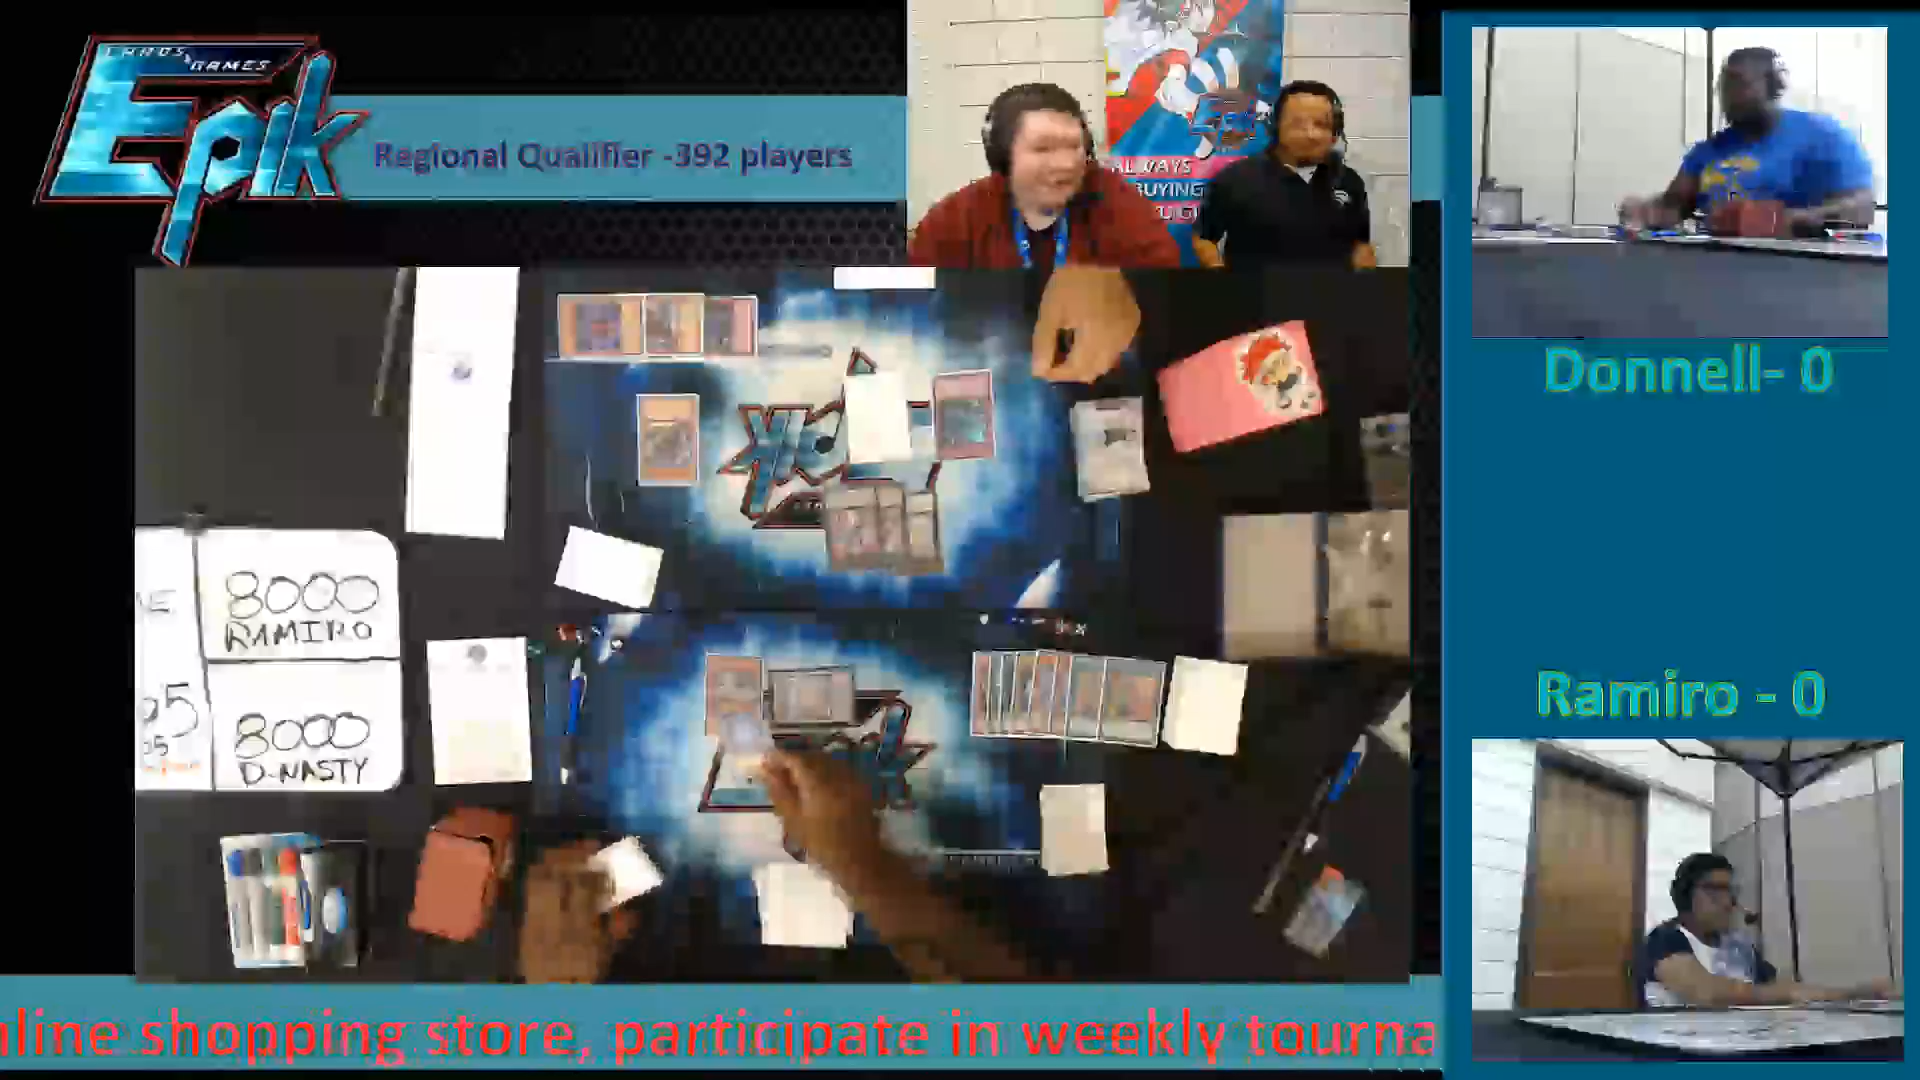 CHAOS GAMES
Epik
Regional Qualifier -392 players
ALWAYS
BUYING
Donnell- 0
8000
RAMIRO
8000
D-NASTY
Ramiro - 0
nline shopping store, participate in weekly tourna